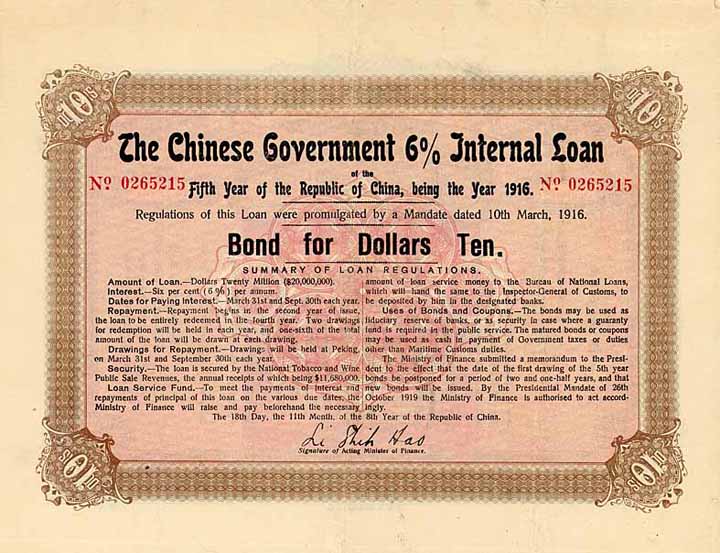 10's
10's
The Chinese Government 6% Internal Loan
of the
Nº 0265215 Fifth Year of the Republic of China, being the Year 1916. Nº 0265215
Regulations of this Loan were promulgated by a Mandate dated 10th March, 1916.
Bond for Dollars Ten.
SUMMARY OF LOAN REGULATIONS.
Amount of Loan.—Dollars Twenty Million ($20,000,000).
Interest.—Six per cent (6%) per annum.
Dates for Paying Interest.—March 31st and Sept. 30th each year.
Repayment.—Repayment begins in the second year of issue,
the loan to be entirely redeemed in the fourth year. Two drawings
for redemption will be held in each year, and one-sixth of the total
amount of the loan will be drawn at each drawing.
Drawings for Repayment.—Drawings will be held at Peking,
on March 31st and September 30th each year.
Security.—The loan is secured by the National Tobacco and Wine
Public Sale Revenues, the annual receipts of which being $11,680,000.
Loan Service Fund.—To meet the payments of interest and
repayments of principal of this loan on the various due dates, the
Ministry of Finance will raise and pay beforehand the necessary
amount of loan service money to the Bureau of National Loans,
which will hand the same to the Inspector-General of Customs, to
be deposited by him in the designated banks.
Uses of Bonds and Coupons.—The bonds may be used as
fiduciary reserve of banks, or as security in case where a guaranty
fund is required in the public service. The matured bonds or coupons
may be used as cash in payment of Government taxes or duties
other than Maritime Customs duties.
The Ministry of Finance submitted a memorandum to the Presi-
dent to the effect that the date of the first drawing of the 5th year
bonds be postponed for a period of two and one-half years, and that
new bonds will be issued. By the Presidential Mandate of 26th
October 1919 the Ministry of Finance is authorised to act accord-
ingly.
The 18th Day, the 11th Month, of the 8th Year of the Republic of China.
Li Shih Hao
Signature of Acting Minister of Finance.
10's
10's